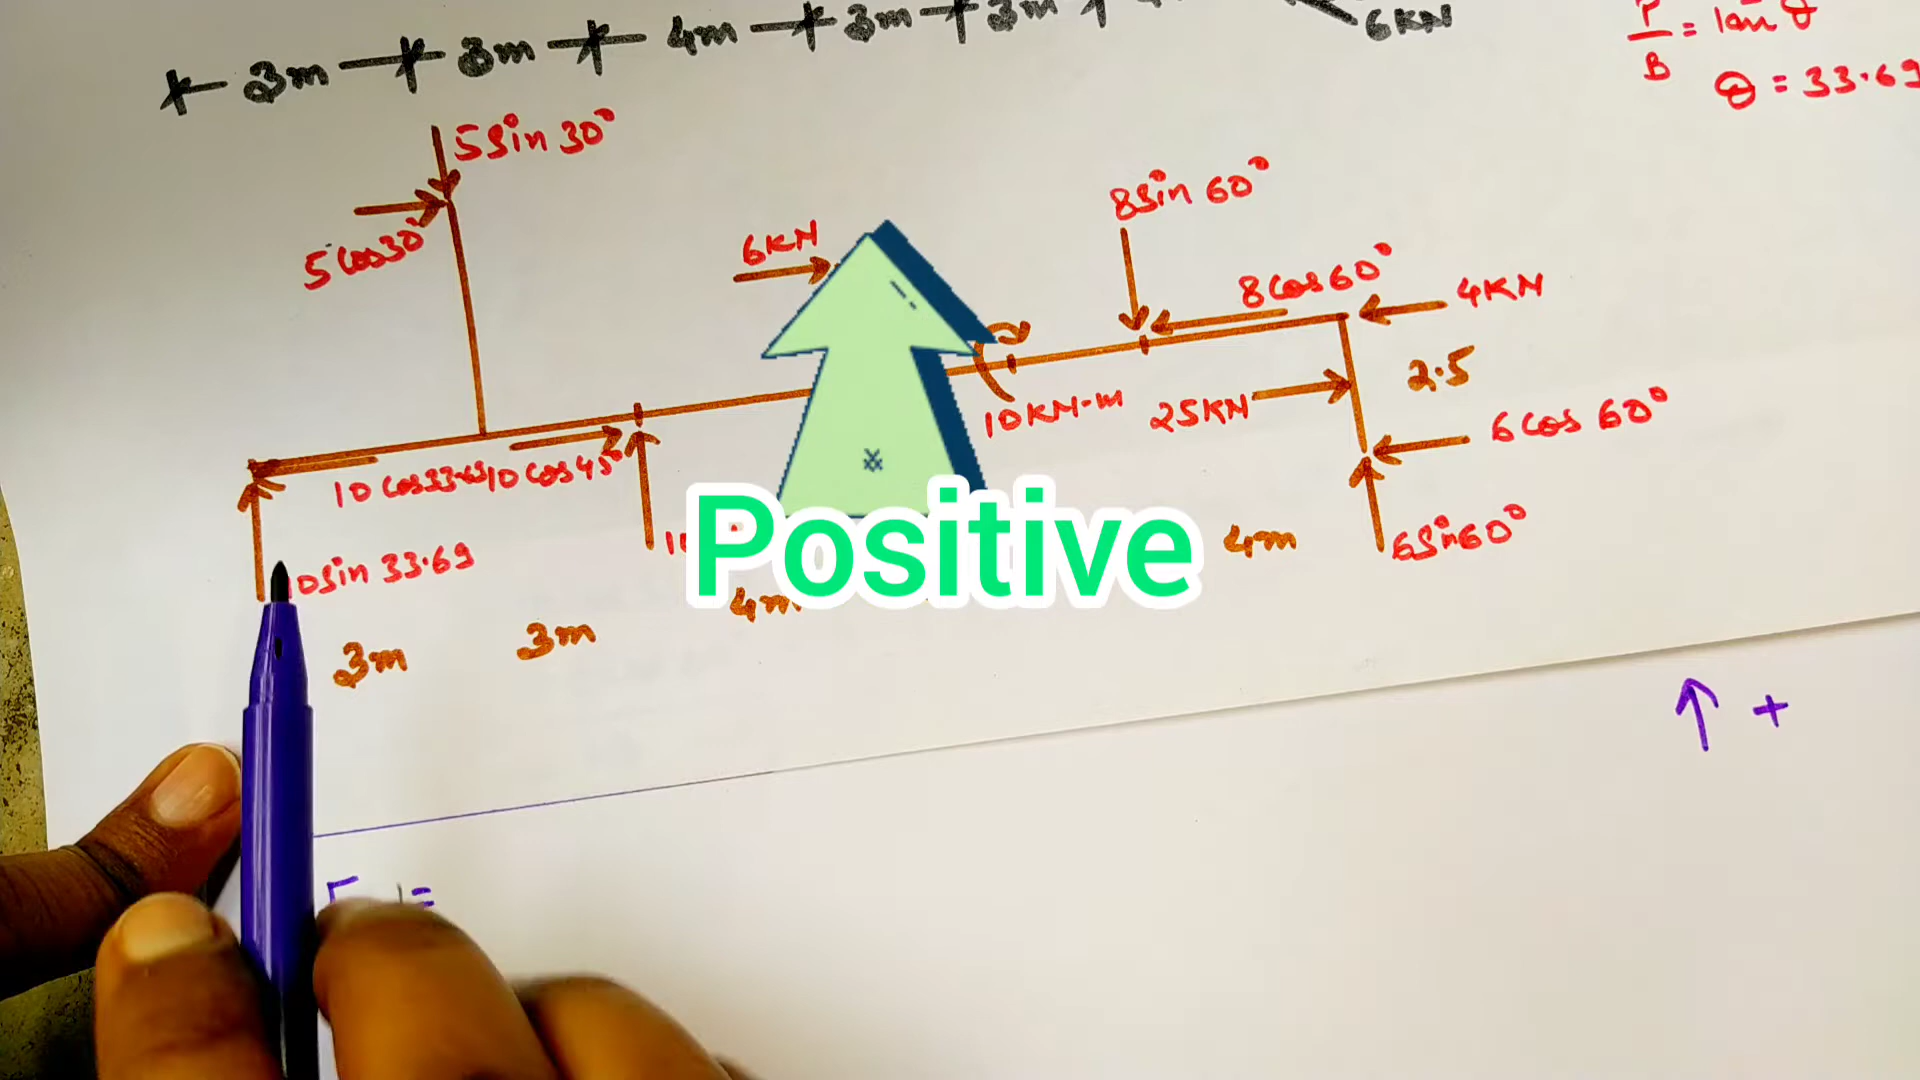 3m 3m 4m 3m 3m
6KN
P/B = tan θ
θ = 33.69
5Sin 30°
5Cos30°
6KN
8Sin 60°
8Cos60°
4KN
10KN-m
25KN
2.5
6Cos 60°
10Cos33.69
10Cos45°
10Sin 33.69
6Sin60°
Positive
3m
3m
4m
4m
↑ +